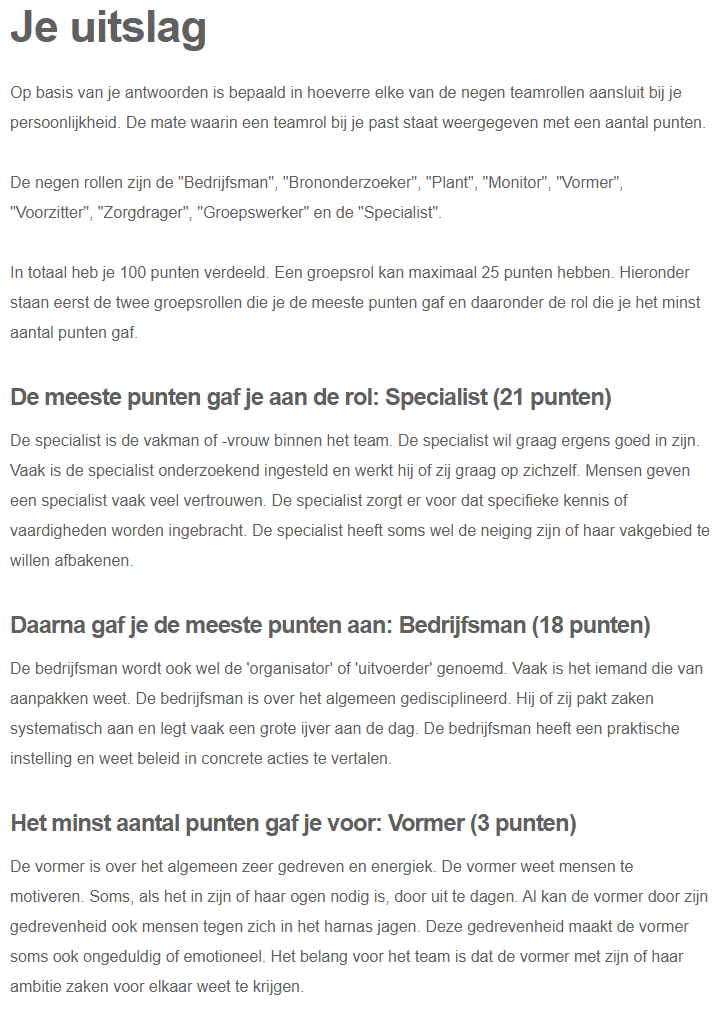 Je uitslag
Op basis van je antwoorden is bepaald in hoeverre elke van de negen teamrollen aansluit bij je
persoonlijkheid. De mate waarin een teamrol bij je past staat weergegeven met een aantal punten.
De negen rollen zijn de "Bedrijfsman", "Brononderzoeker", "Plant", "Monitor", "Vormer",
"Voorzitter", "Zorgdrager", "Groepswerker" en de "Specialist".
In totaal heb je 100 punten verdeeld. Een groepsrol kan maximaal 25 punten hebben. Hieronder
staan eerst de twee groepsrollen die je de meeste punten gaf en daaronder de rol die je het minst
aantal punten gaf.
De meeste punten gaf je aan de rol: Specialist (21 punten)
De specialist is de vakman of -vrouw binnen het team. De specialist wil graag ergens goed in zijn.
Vaak is de specialist onderzoekend ingesteld en werkt hij of zij graag op zichzelf. Mensen geven
een specialist vaak veel vertrouwen. De specialist zorgt er voor dat specifieke kennis of
vaardigheden worden ingebracht. De specialist heeft soms wel de neiging zijn of haar vakgebied te
willen afbakenen.
Daarna gaf je de meeste punten aan: Bedrijfsman (18 punten)
De bedrijfsman wordt ook wel de 'organisator' of 'uitvoerder' genoemd. Vaak is het iemand die van
aanpakken weet. De bedrijfsman is over het algemeen gedisciplineerd. Hij of zij pakt zaken
systematisch aan en legt vaak een grote ijver aan de dag. De bedrijfsman heeft een praktische
instelling en weet beleid in concrete acties te vertalen.
Het minst aantal punten gaf je voor: Vormer (3 punten)
De vormer is over het algemeen zeer gedreven en energiek. De vormer weet mensen te
motiveren. Soms, als het in zijn of haar ogen nodig is, door uit te dagen. Al kan de vormer door zijn
gedrevenheid ook mensen tegen zich in het harnas jagen. Deze gedrevenheid maakt de vormer
soms ook ongeduldig of emotioneel. Het belang voor het team is dat de vormer met zijn of haar
ambitie zaken voor elkaar weet te krijgen.